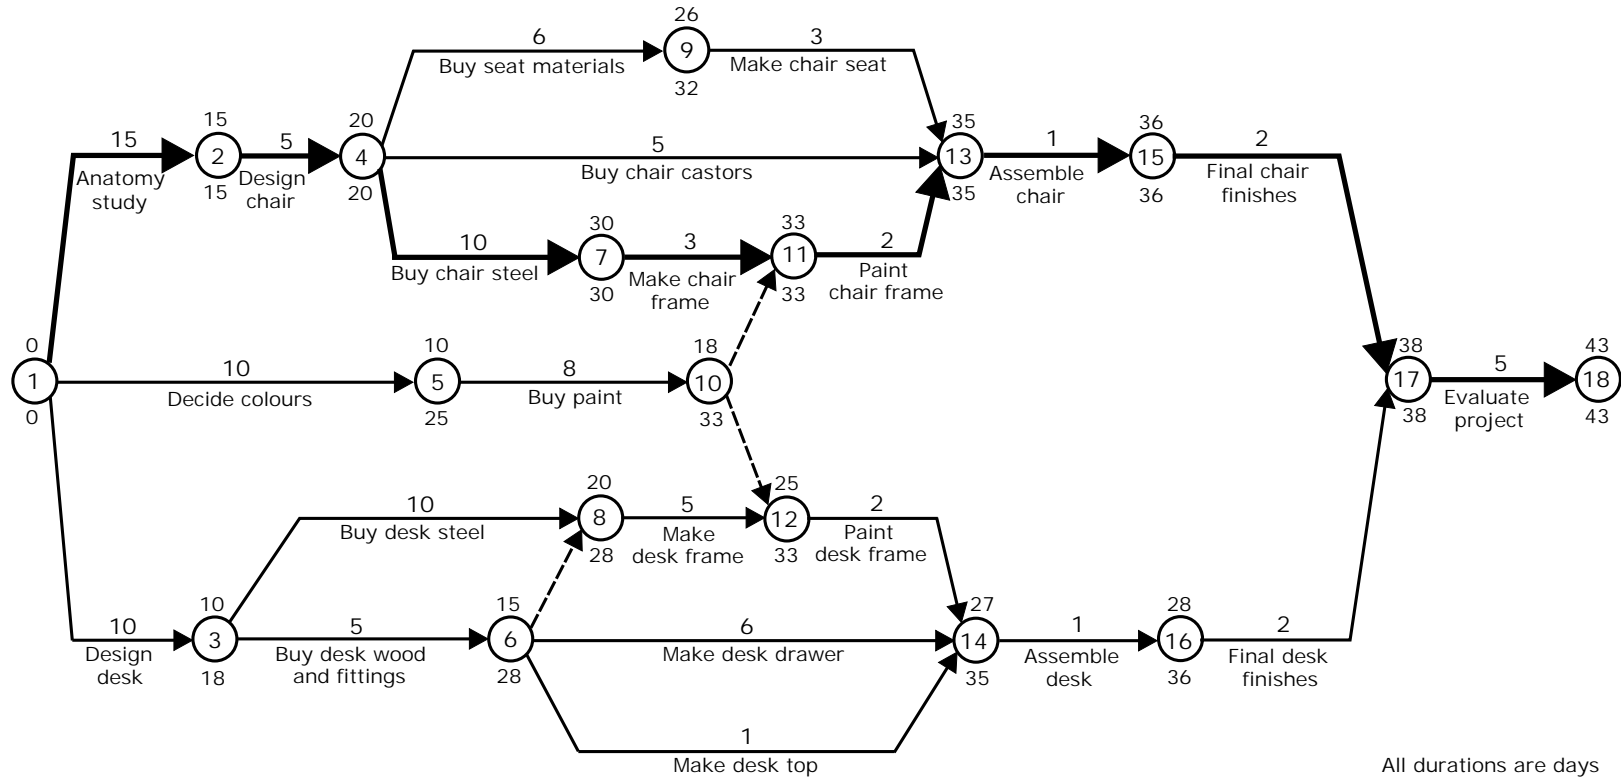 26
6
3
9
Buy seat materials
Make chair seat
32
15
15
5
20
35
1
36
2
2
4
5
13
15
Anatomy
study
15
Design
chair
20
Buy chair castors
35
Assemble
chair
36
Final chair
finishes
10
30
3
33
2
7
11
Buy chair steel
30
Make chair
frame
33
Paint
chair frame
0
10
10
8
18
38
5
43
1
5
10
17
18
0
Decide colours
25
Buy paint
33
38
Evaluate
project
43
10
20
5
25
2
8
12
Buy desk steel
28
Make
desk frame
33
Paint
desk frame
10
10
5
15
6
27
1
28
2
3
6
14
16
Design
desk
18
Buy desk wood
and fittings
28
Make desk drawer
35
Assemble
desk
36
Final desk
finishes
1
Make desk top
All durations are days